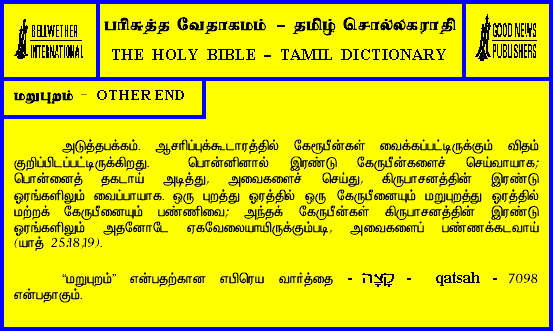 BELLWETHER
INTERNATIONAL
பரிசுத்த வேதாகமம் – தமிழ் சொல்லகராதி
THE HOLY BIBLE – TAMIL DICTIONARY
GOOD NEWS
PUBLISHERS
மறுபுறம் – OTHER END
அடுத்தபக்கம். ஆசரிப்புக்கூடாரத்தில் கேரூபீன்கள் வைக்கப்பட்டிருக்கும் விதம்
குறிப்பிடப்பட்டிருக்கிறது. பொன்னினால் இரண்டு கேருபீன்களைச் செய்வாயாக;
பொன்னைத் தகடாய் அடித்து, அவைகளைச் செய்து, கிருபாசனத்தின் இரண்டு
ஓரங்களிலும் வைப்பாயாக. ஒரு புறத்து ஓரத்தில் ஒரு கேருபீனையும் மறுபுறத்து ஓரத்தில்
மற்றக் கேருபீனையும் பண்ணிவை; அந்தக் கேருபீன்கள் கிருபாசனத்தின் இரண்டு
ஓரங்களிலும் அதனோடே ஏகவேலையாயிருக்கும்படி, அவைகளைப் பண்ணக்கடவாய்
(யாத் 25:18,19).
“மறுபுறம்” என்பதற்கான எபிரெய வார்த்தை - קָצָה - qatsah - 7098
என்பதாகும்.